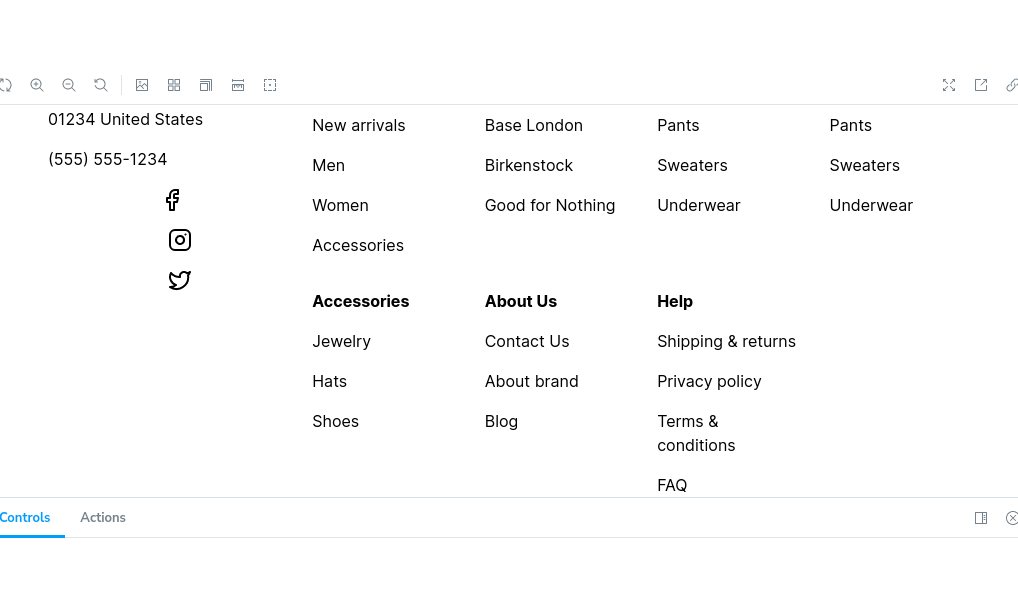 01234 United States
(555) 555-1234
New arrivals
Men
Women
Accessories
Base London
Birkenstock
Good for Nothing
Pants
Sweaters
Underwear
Pants
Sweaters
Underwear
Accessories
Jewelry
Hats
Shoes
About Us
Contact Us
About brand
Blog
Help
Shipping & returns
Privacy policy
Terms &
conditions
FAQ
Controls
Actions